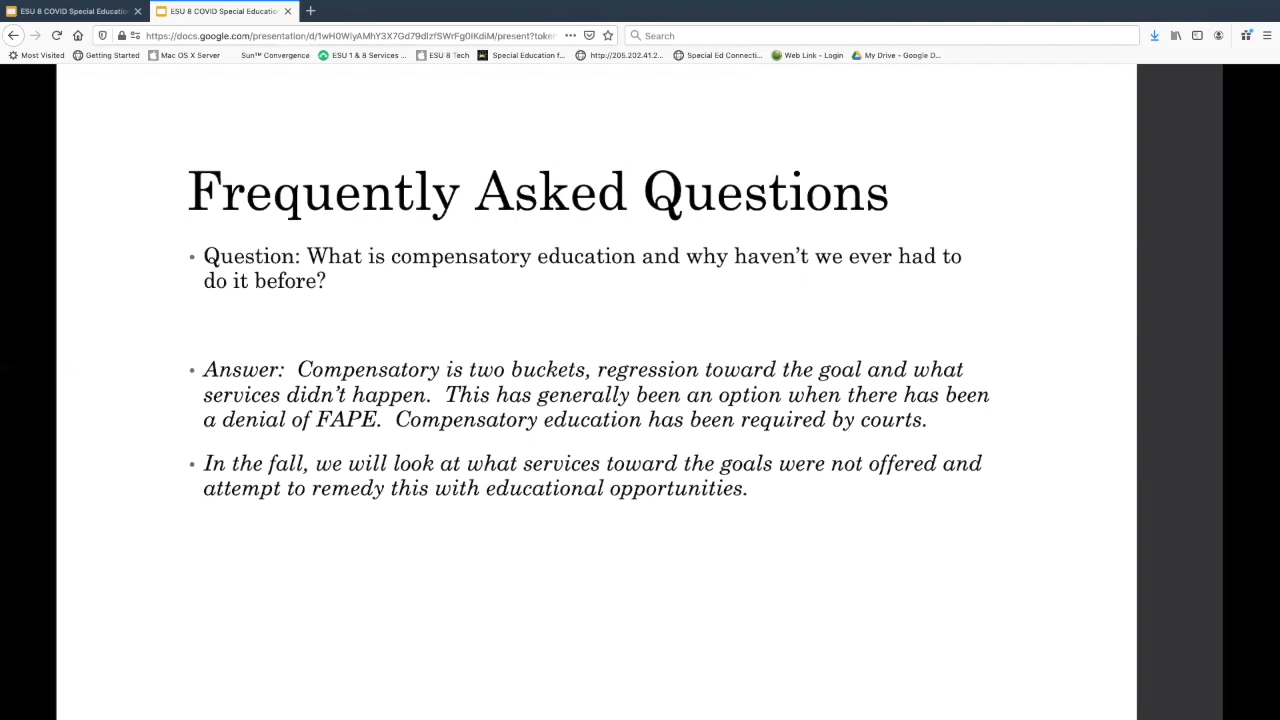 ESU 8 COVID Special Education
ESU 8 COVID Special Educatio
https://docs.google.com/presentation/d/1wH0WlyAMhY3X7Gd79dIzfSWrFg0IKdiM/present?token
Search
Most Visited
Getting Started
Mac OS X Server
Sun™ Convergence
ESU 1 & 8 Services ...
ESU 8 Tech
Special Education f...
http://205.202.41.2...
Special Ed Connecti...
Web Link - Login
My Drive - Google D...
Frequently Asked Questions
• Question: What is compensatory education and why haven't we ever had to
do it before?
• Answer: Compensatory is two buckets, regression toward the goal and what
services didn't happen. This has generally been an option when there has been
a denial of FAPE. Compensatory education has been required by courts.
• In the fall, we will look at what services toward the goals were not offered and
attempt to remedy this with educational opportunities.